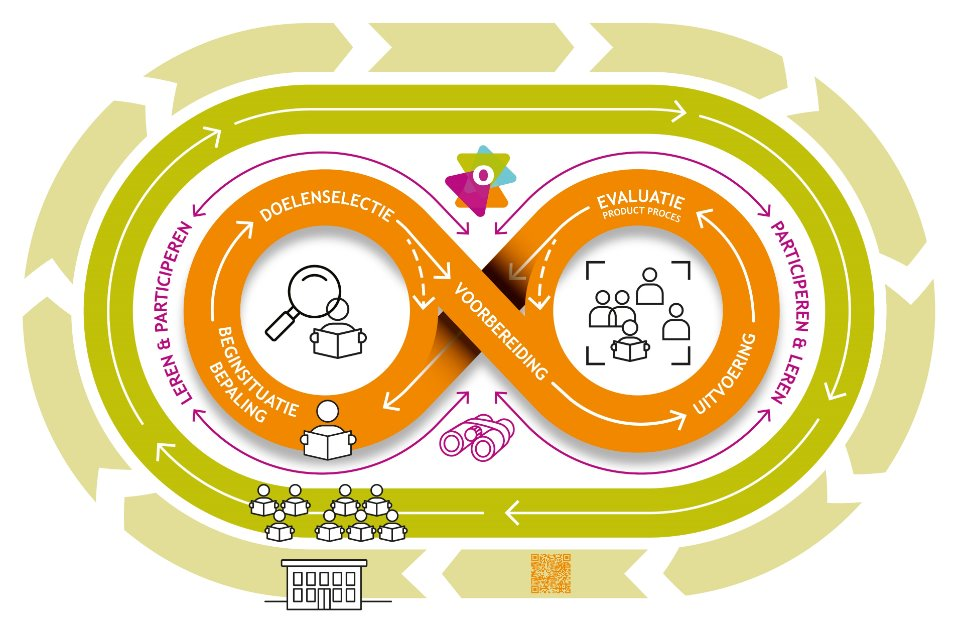 DOELENSELECTIE
EVALUATIE
PRODUCT PROCES
LEREN & PARTICIPEREN
PARTICIPEREN & LEREN
VOORBEREIDING
BEGINSITUATIE
BEPALING
UITVOERING